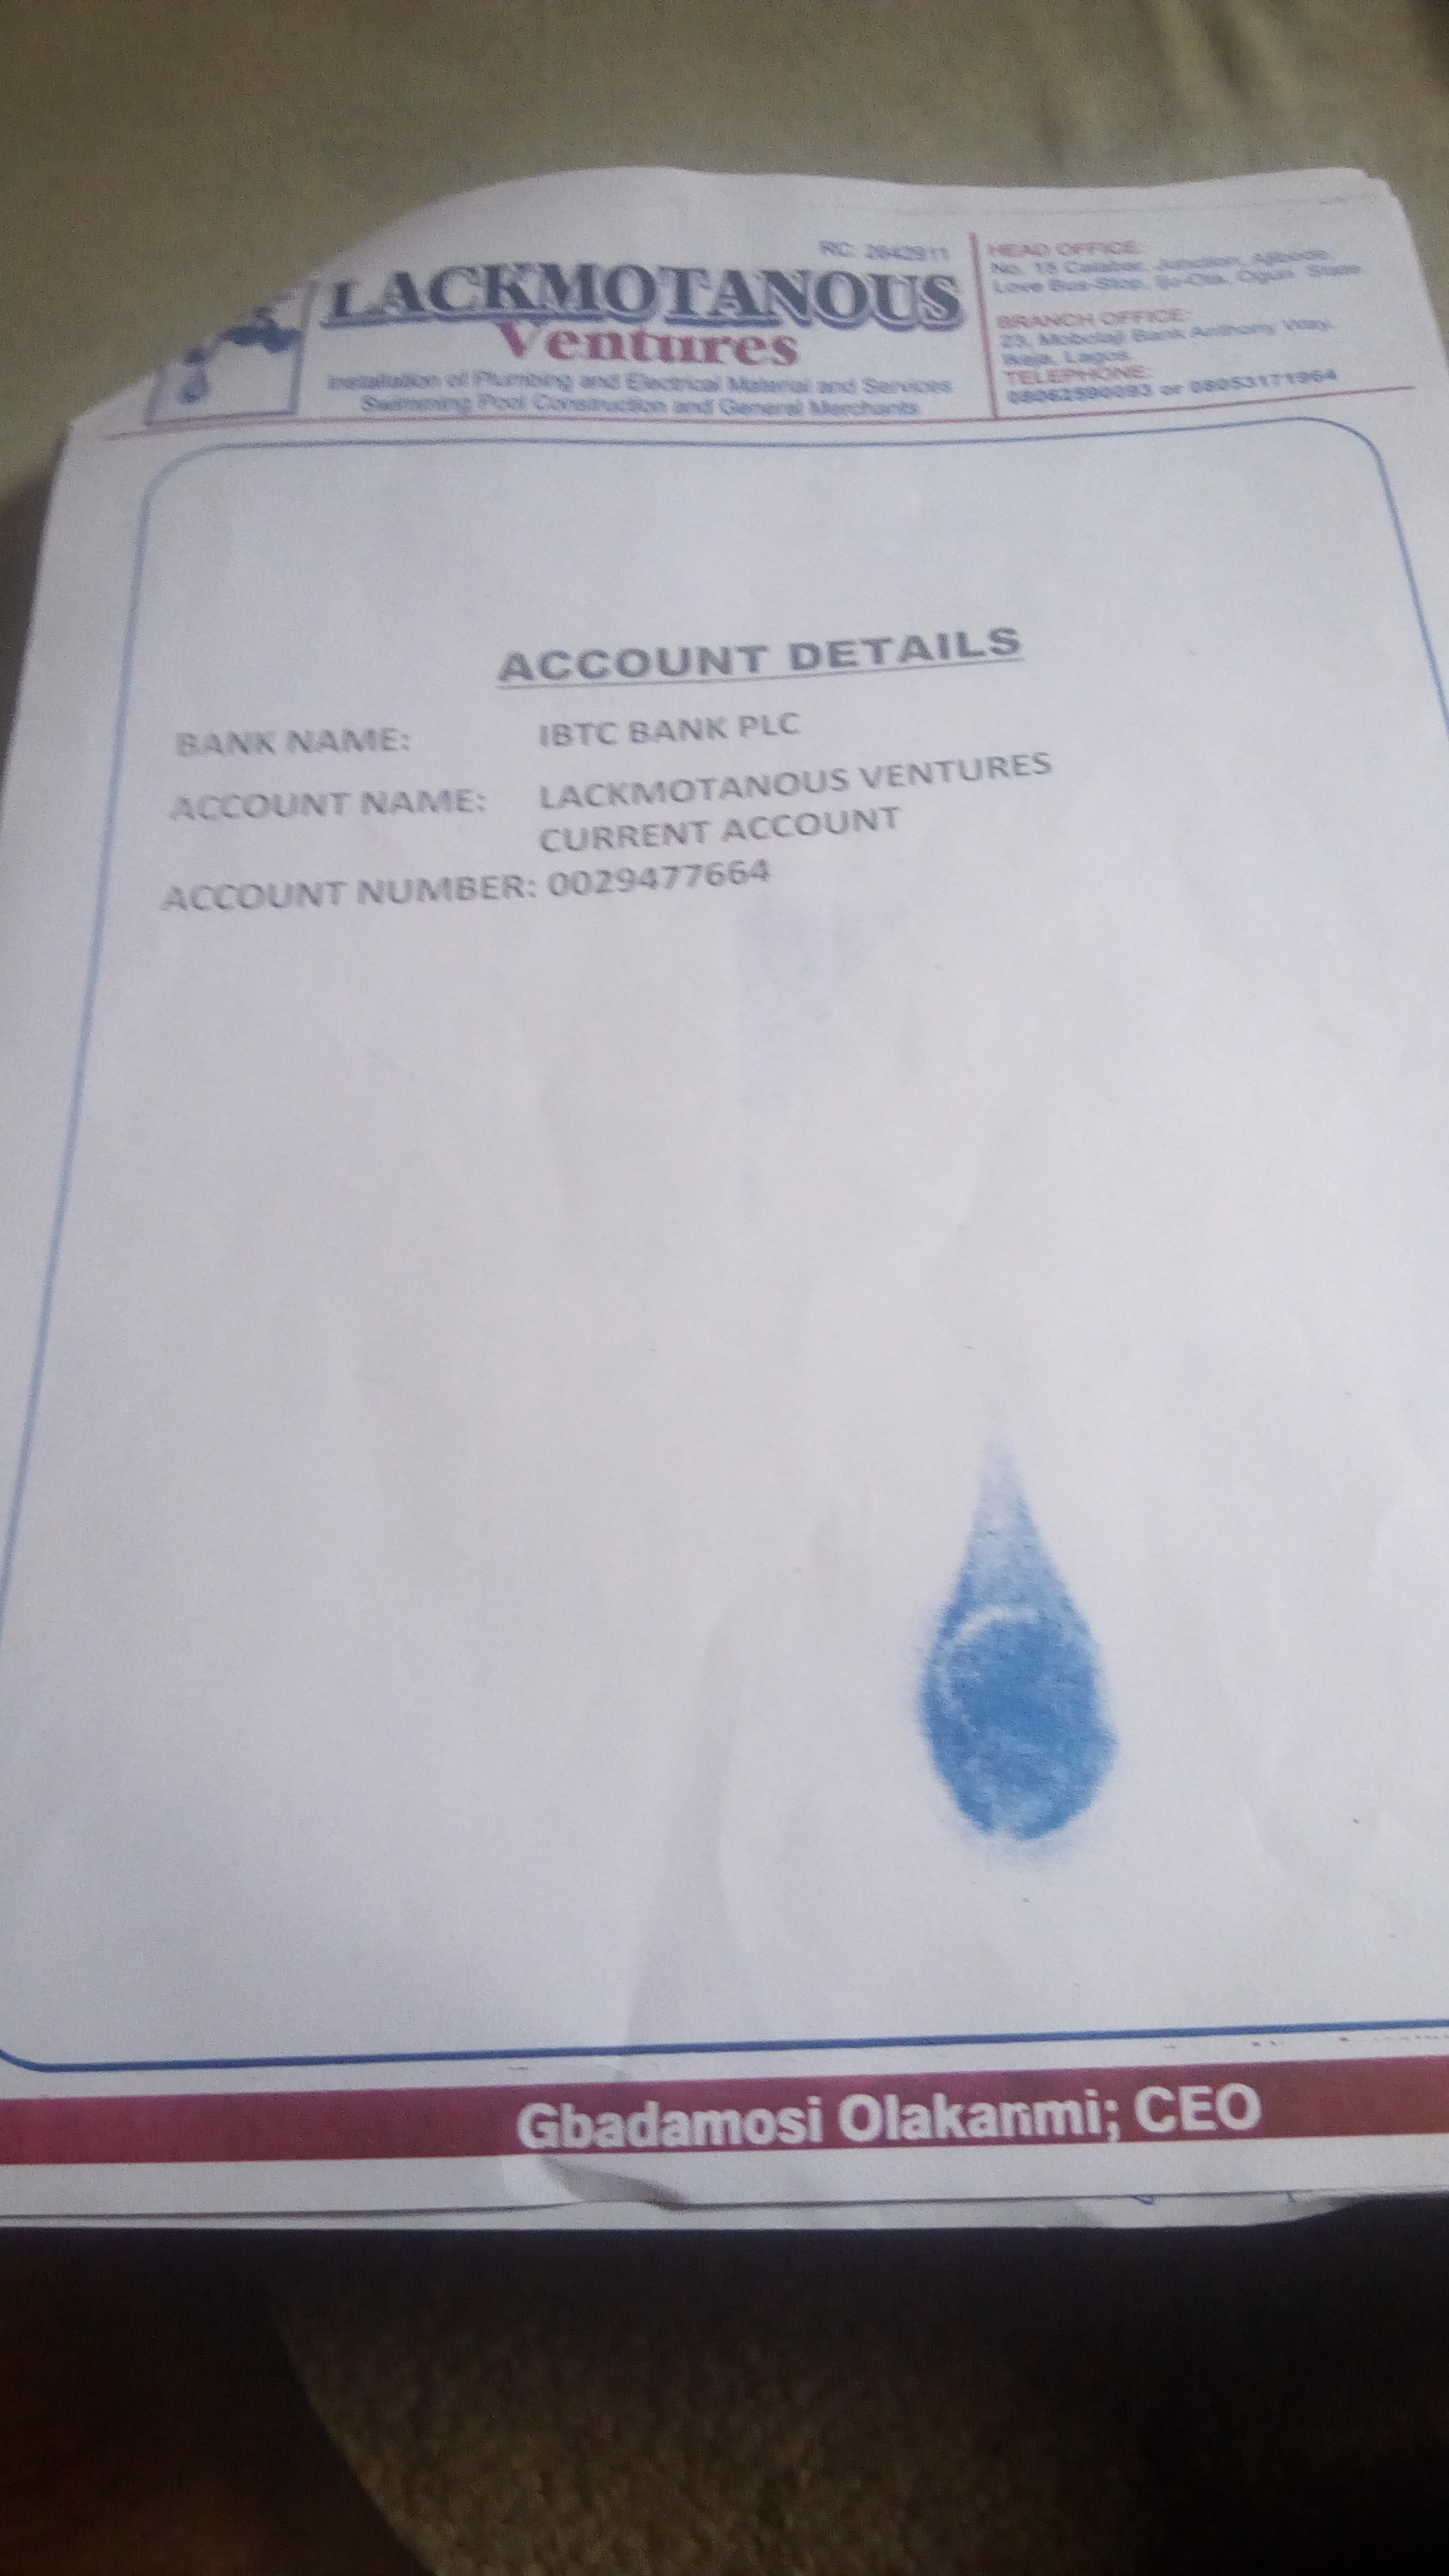 RC: 2642911
LACKMOTANOUS
Ventures
Installation of Plumbing and Electrical Material and Services
Swimming Pool Construction and General Merchants
HEAD OFFICE:
No. 15 Calabar, Junction,
Love Bus-Stop, Iju-Ota, Ogun State
BRANCH OFFICE:
23, Mobolaji Bank Anthony Way,
Ikeja, Lagos
TELEPHONE:
or 08053171964
ACCOUNT DETAILS
BANK NAME: IBTC BANK PLC
ACCOUNT NAME: LACKMOTANOUS VENTURES
CURRENT ACCOUNT
ACCOUNT NUMBER: 0029477664
Gbadamosi Olakanmi; CEO